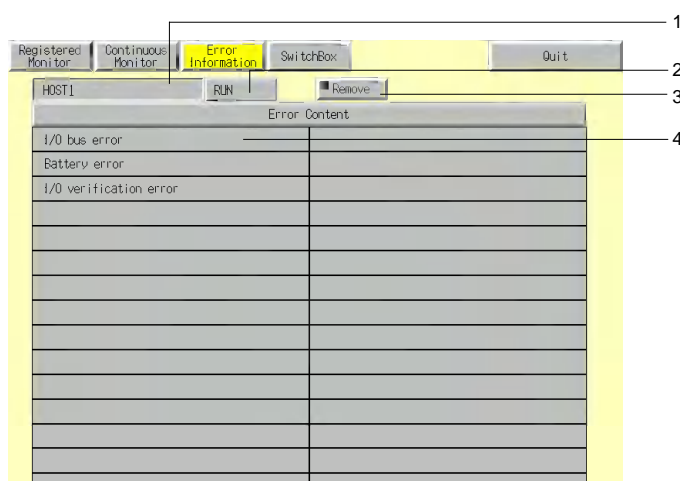 1
Registered Monitor
Continuous Monitor
Error Information
SwitchBox
Quit
2
HOST1
RUN
Remove
3
Error Content
I/O bus error
4
Battery error
I/O verification error